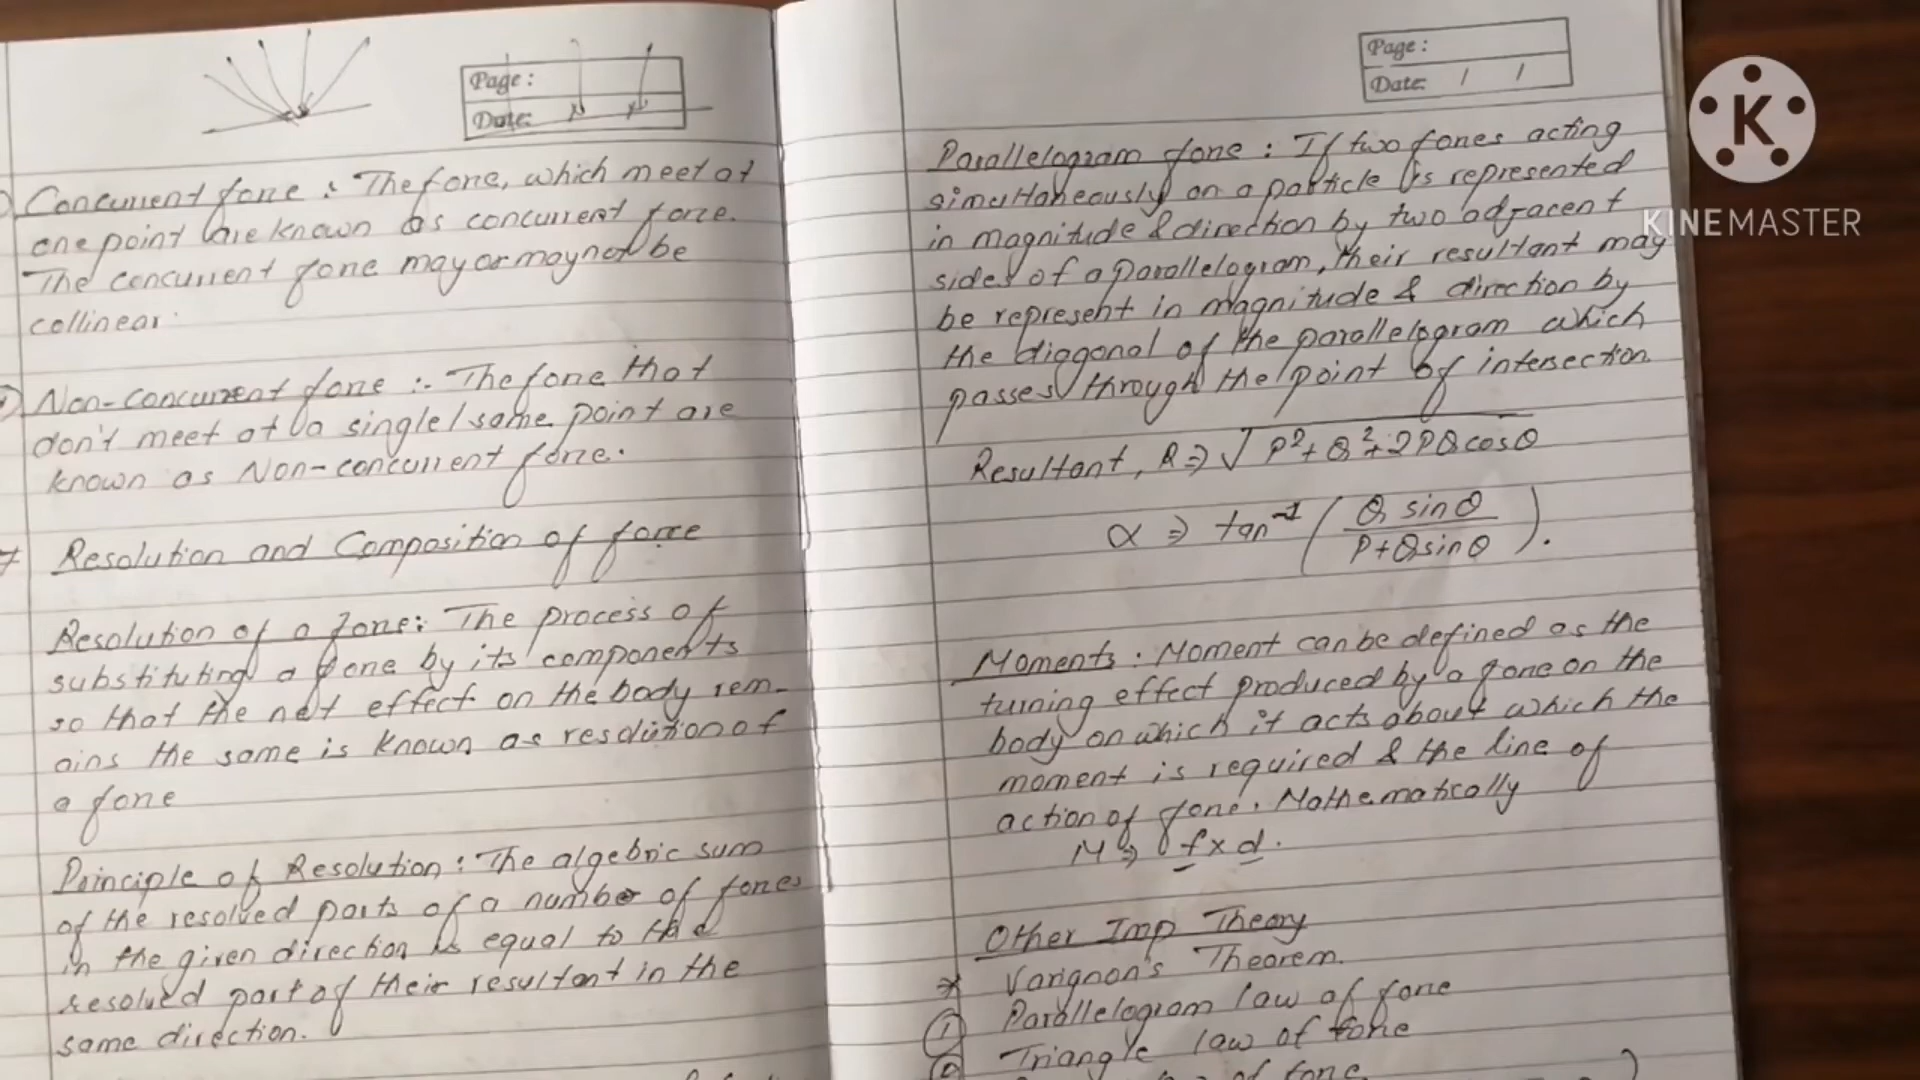 Page:
Date:
Concurrent force : The force, which meet at
one point are known as concurrent force.
The concurrent force may or may not be
collinear.
Non-concurrent force :- The force that
don't meet at a single/same point are
known as Non-concurrent force.
Resolution and Composition of force
Resolution of a force: The process of
substituting a force by its components
so that the net effect on the body rem-
ains the same is known as resolution of
a force
Principle of Resolution: The algebric sum
of the resolved parts of a number of forces
in the given direction is equal to the
resolved part of their resultant in the
same direction.
Page:
Date: / /
Parallelogram force : If two forces acting
simultaneously on a particle is represented
in magnitude & direction by two adjacent
sides of a parallelogram, their resultant may
be represent in magnitude & direction by
the diagonal of the parallelogram which
passes through the point of intersection
Resultant, R ⇒ √P²+Q²+2PQcosθ
α ⇒ tan⁻¹ (Q sinθ / P+Qsinθ).
Moments : Moment can be defined as the
turning effect produced by a force on the
body on which it acts about which the
moment is required & the line of
action of force. Mathematically
M ⇒ f×d.
Other Imp Theory
* Varignon's Theorem.
① Parallelogram law of force
② Triangle law of force
law of force
K
KINEMASTER